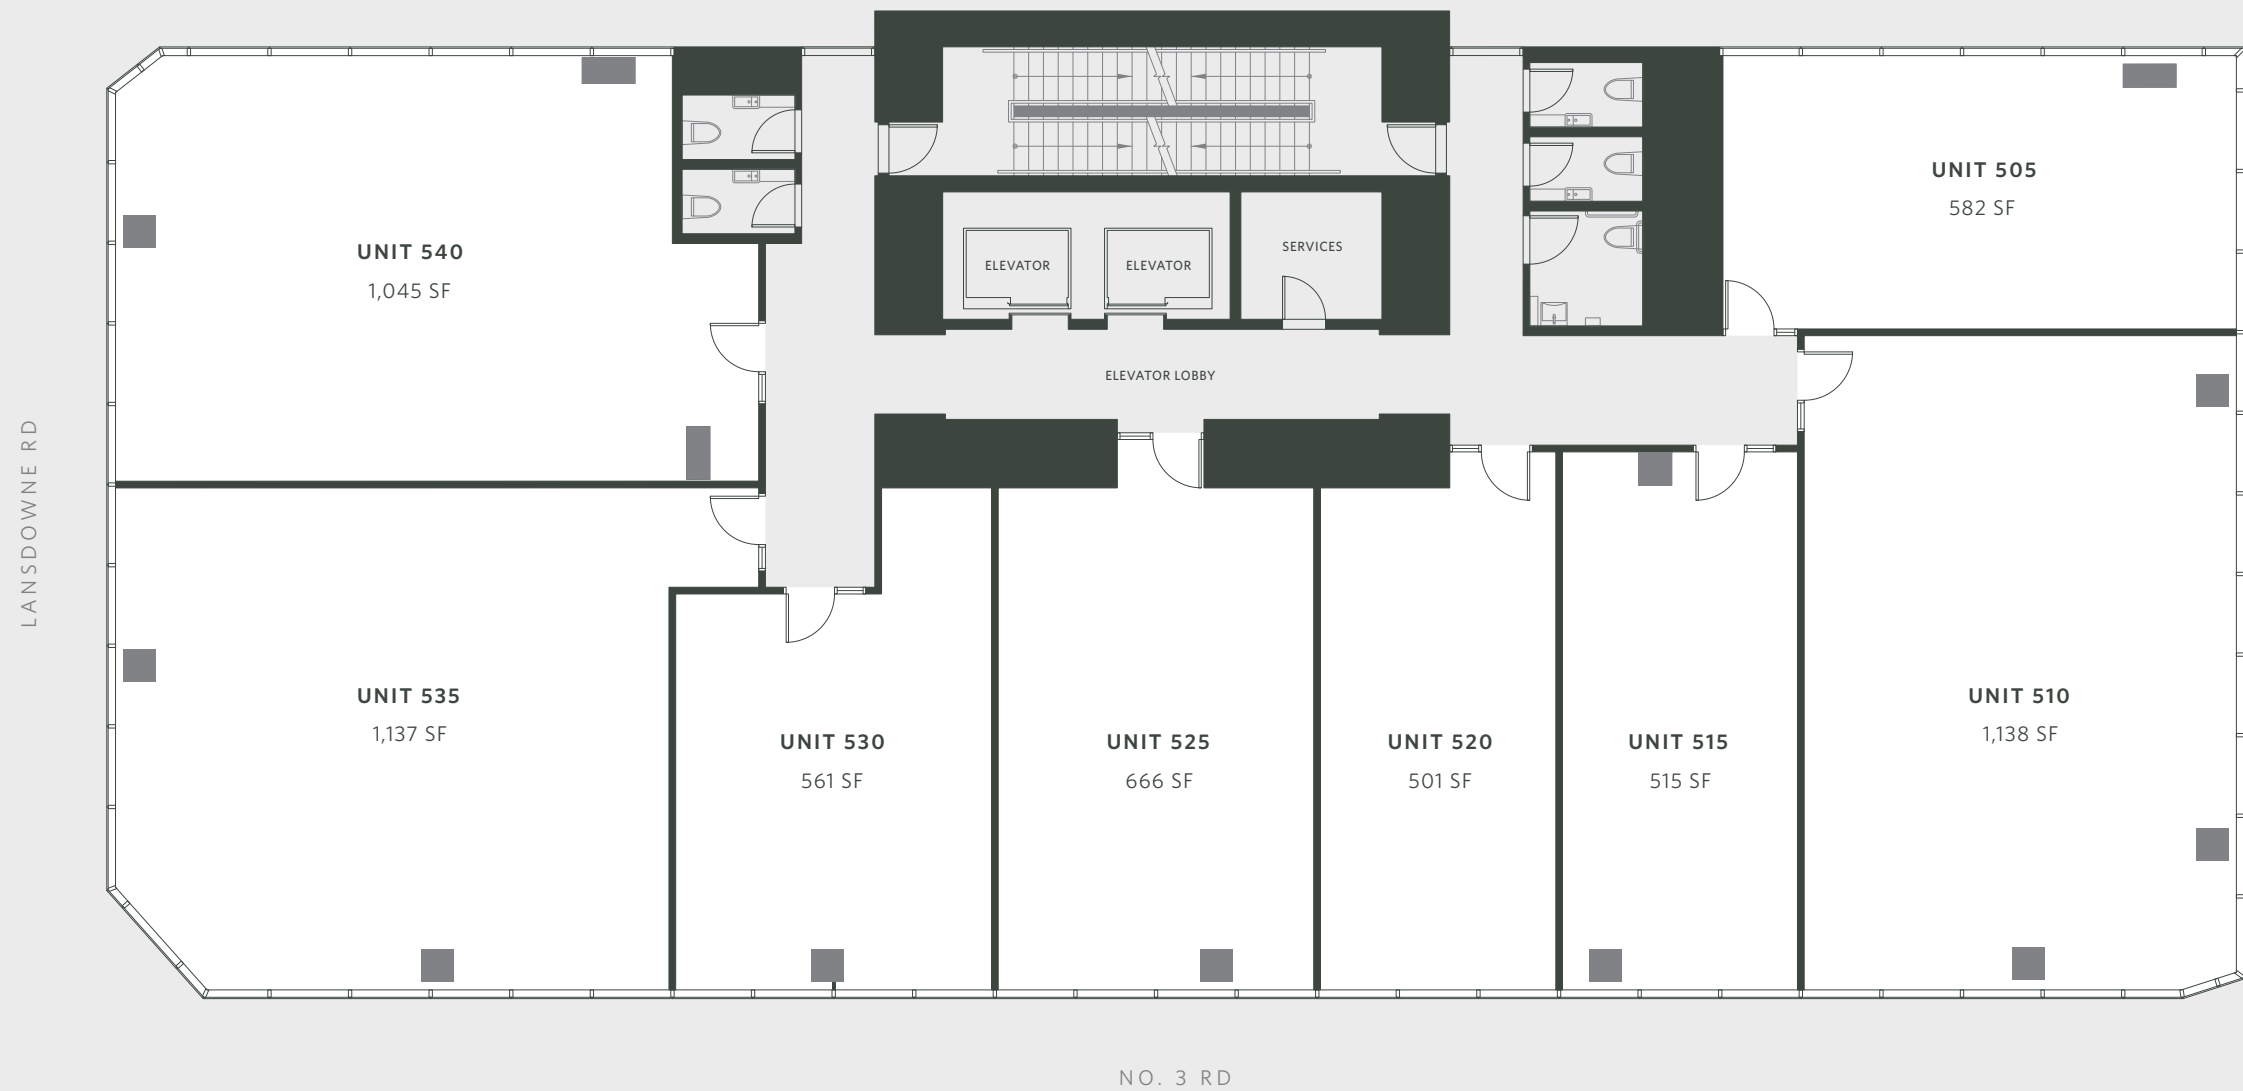 UNIT 505
582 SF
UNIT 540
1,045 SF
SERVICES
ELEVATOR
ELEVATOR
ELEVATOR LOBBY
LANSDOWNE RD
UNIT 535
1,137 SF
UNIT 530
561 SF
UNIT 525
666 SF
UNIT 520
501 SF
UNIT 515
515 SF
UNIT 510
1,138 SF
NO. 3 RD